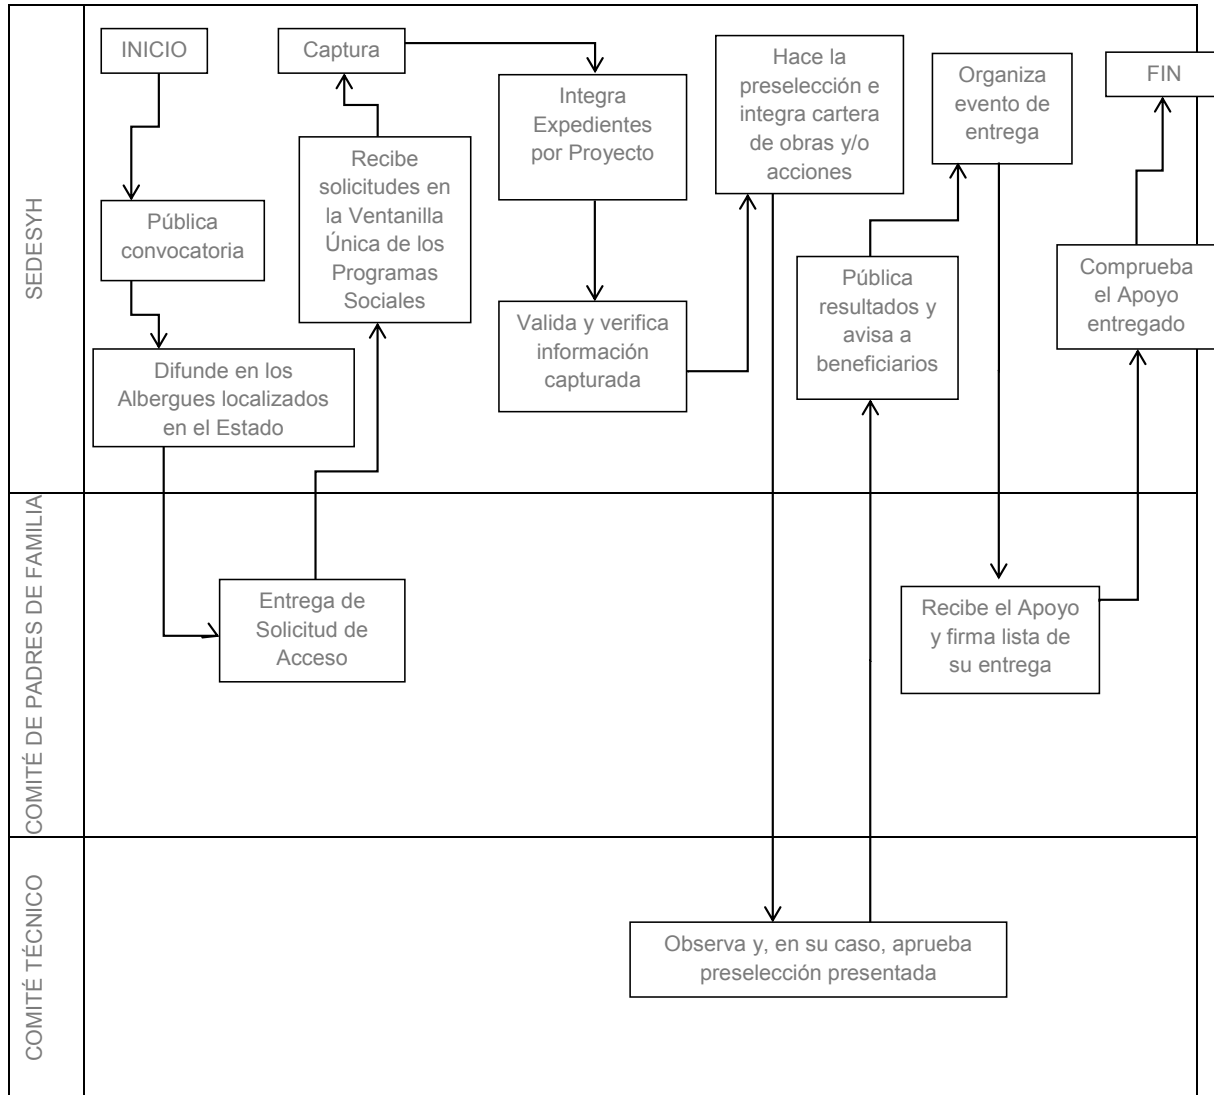 SEDESYH
INICIO
Pública
convocatoria
Difunde en los
Albergues localizados
en el Estado
Captura
Recibe
solicitudes en
la Ventanilla
Única de los
Programas
Sociales
Integra
Expedientes
por Proyecto
Valida y verifica
información
capturada
Hace la
preselección e
integra cartera
de obras y/o
acciones
Pública
resultados y
avisa a
beneficiarios
Organiza
evento de
entrega
FIN
Comprueba
el Apoyo
entregado
COMITÉ DE PADRES DE FAMILIA
Entrega de
Solicitud de
Acceso
Recibe el Apoyo
y firma lista de
su entrega
COMITÉ TÉCNICO
Observa y, en su caso, aprueba
preselección presentada